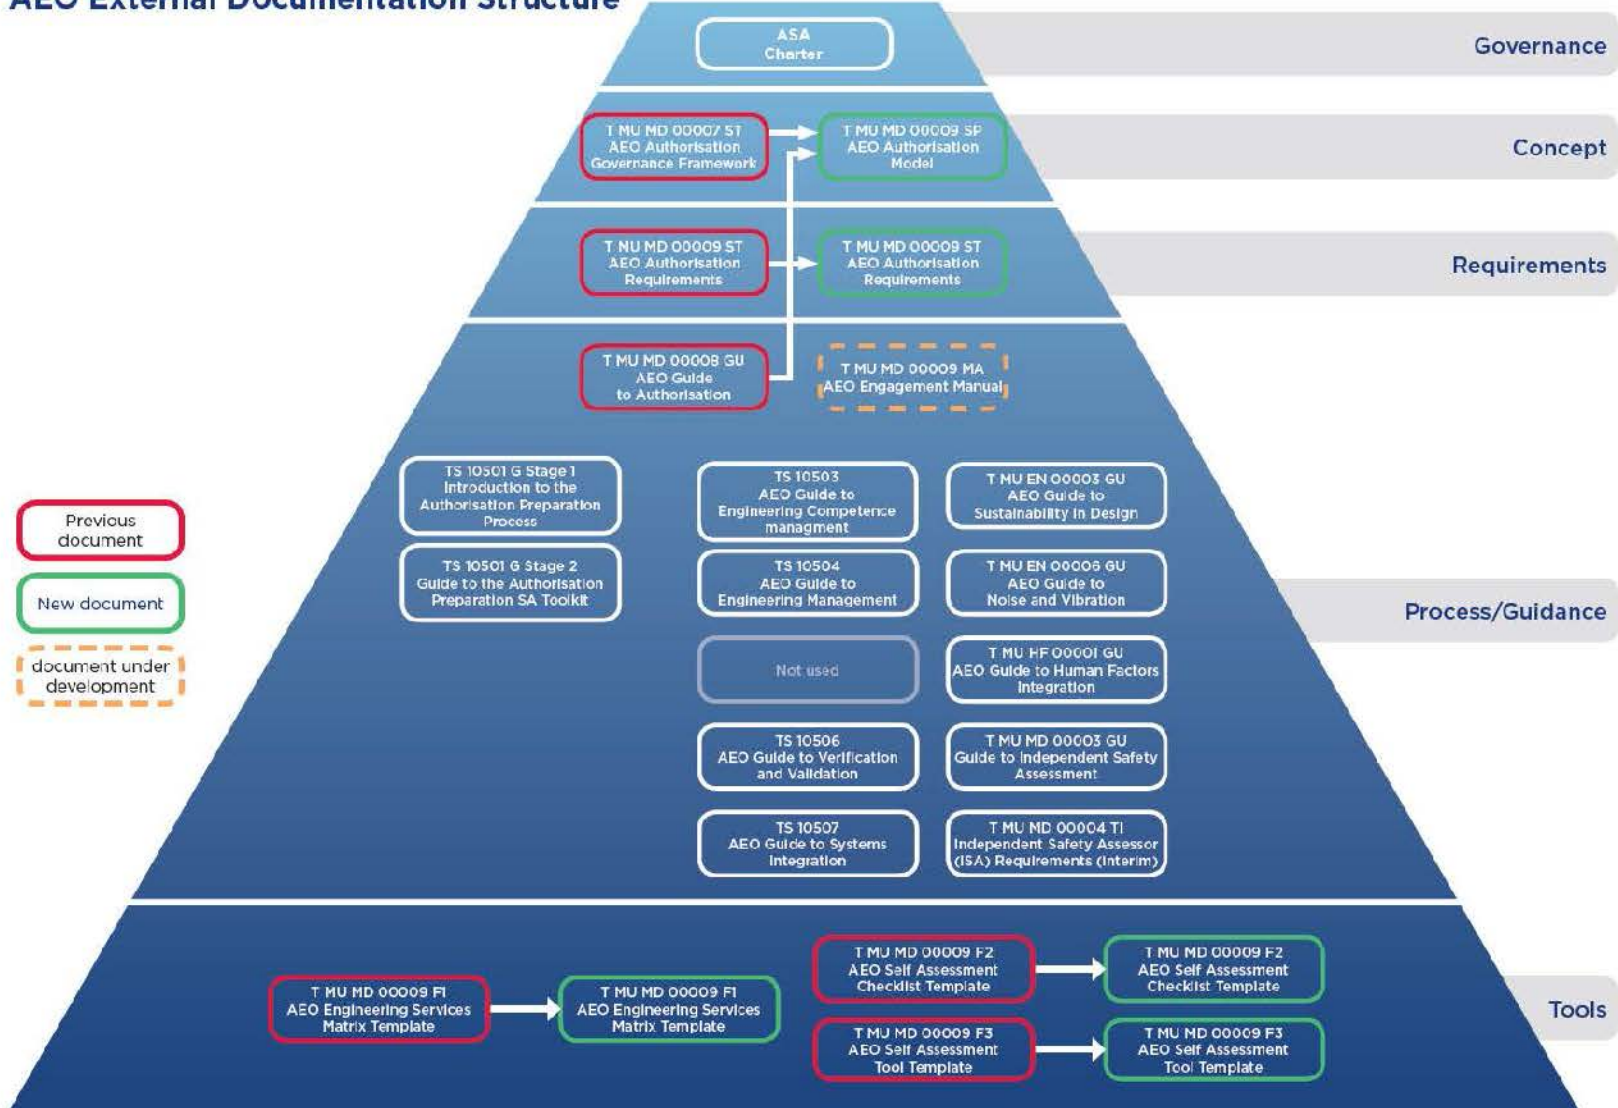 AEO External Documentation Structure
ASA
Charter
Governance
T MU MD 00007 ST
AEO Authorisation
Governance Framework
T MU MD 00009 SP
AEO Authorisation
Model
Concept
T NU MD 00009 ST
AEO Authorisation
Requirements
T MU MD 00009 ST
AEO Authorisation
Requirements
Requirements
T MU MD 00008 GU
AEO Guide
to Authorisation
T MU MD 00009 MA
AEO Engagement Manual
TS 10501 G Stage 1
Introduction to the
Authorisation Preparation
Process
TS 10503
AEO Guide to
Engineering Competence
managment
T MU EN 00003 GU
AEO Guide to
Sustainability in Design
Previous
document
TS 10501 G Stage 2
Guide to the Authorisation
Preparation SA Toolkit
TS 10504
AEO Guide to
Engineering Management
T MU EN 00006 GU
AEO Guide to
Noise and Vibration
New document
Process/Guidance
document under
development
Not used
T MU HF 00001 GU
AEO Guide to Human Factors
Integration
TS 10506
AEO Guide to Verification
and Validation
T MU MD 00003 GU
Guide to Independent Safety
Assessment
TS 10507
AEO Guide to Systems
Integration
T MU MD 00004 TI
Independent Safety Assessor
(ISA) Requirements (Interim)
T MU MD 00009 F1
AEO Engineering Services
Matrix Template
T MU MD 00009 F1
AEO Engineering Services
Matrix Template
T MU MD 00009 F2
AEO Self Assessment
Checklist Template
T MU MD 00009 F2
AEO Self Assessment
Checklist Template
Tools
T MU MD 00009 F3
AEO Self Assessment
Tool Template
T MU MD 00009 F3
AEO Self Assessment
Tool Template